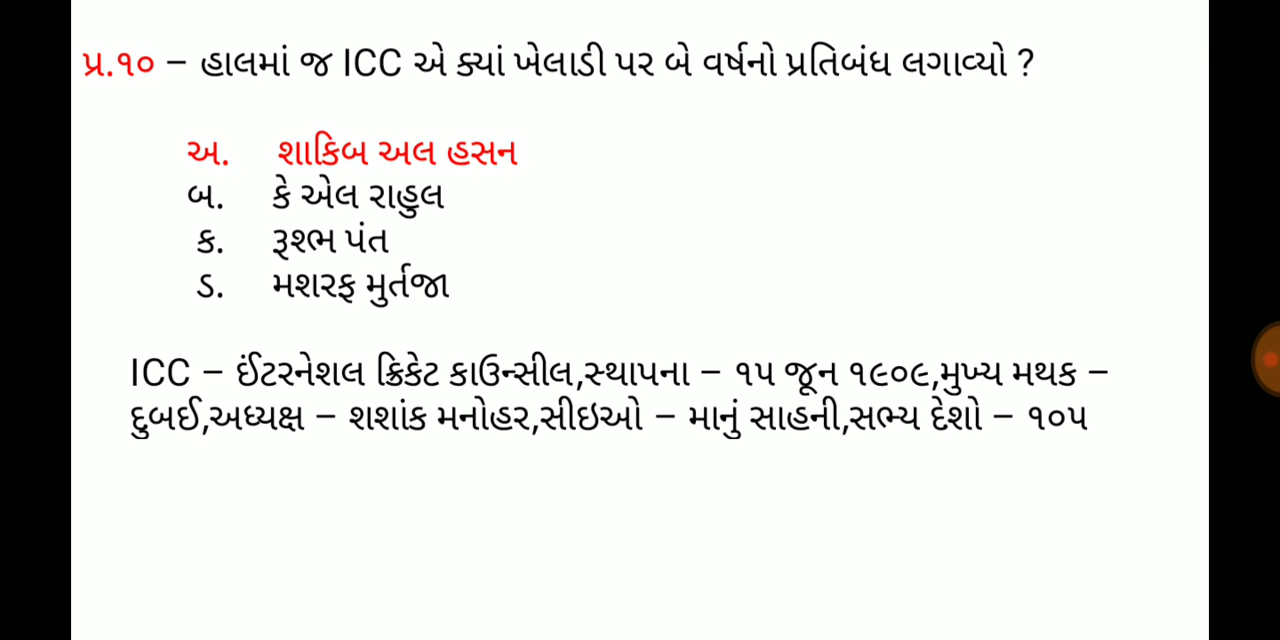 પ્ર.૧૦ – હાલમાં જ ICC એ ક્યાં ખેલાડી પર બે વર્ષનો પ્રતિબંધ લગાવ્યો ?
અ. શાકિબ અલ હસન
બ. કે એલ રાહુલ
ક. રૂશ્ભ પંત
ડ. મશરફ મુર્તજા
ICC – ઈંટરનેશલ ક્રિકેટ કાઉન્સીલ,સ્થાપના – ૧૫ જૂન ૧૯૦૯,મુખ્ય મથક –
દુબઈ,અધ્યક્ષ – શશાંક મનોહર,સીઇઓ – માનું સાહની,સભ્ય દેશો – ૧૦૫